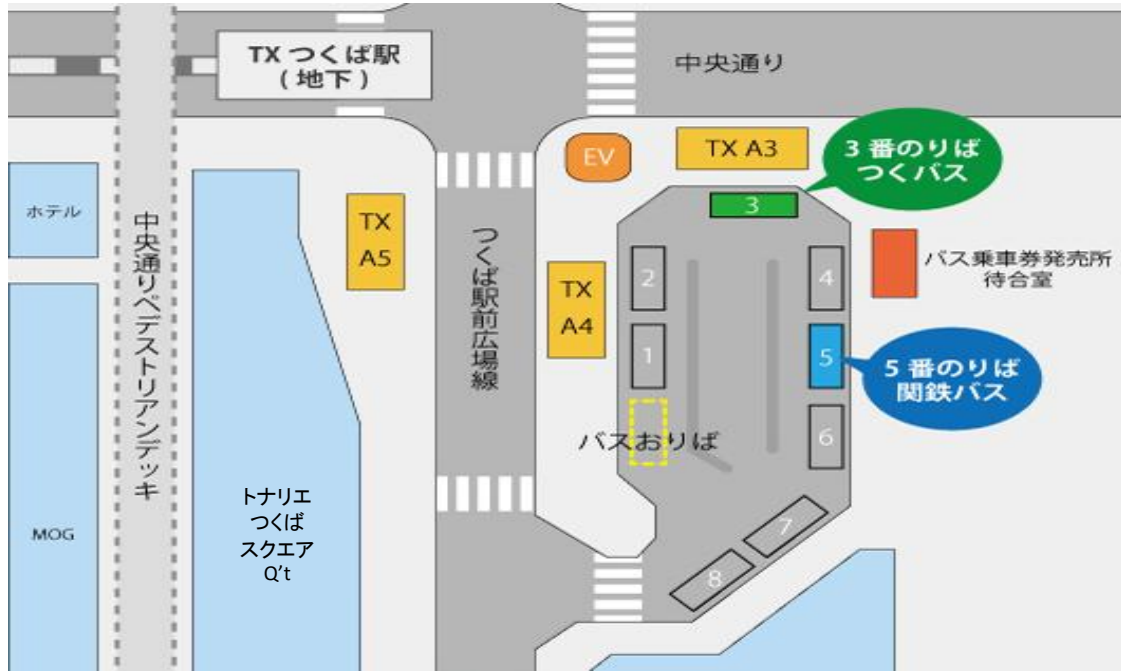 TX つくば駅
( 地下 )
中央通り
EV
TX A3
3 番のりば
つくバス
3
ホテル
TX
A5
中央通りペデストリアンデッキ
つくば駅前広場線
2
4
バス乗車券発売所
待合室
TX
A4
1
5
5 番のりば
関鉄バス
バスおりば
6
トナリエ
つくば
スクエア
Q't
MOG
7
8